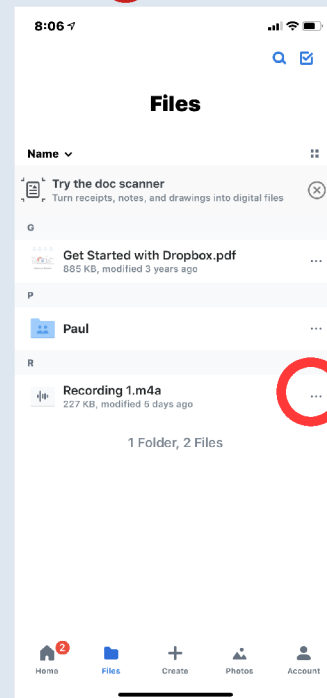 8:06
Files
Name
Try the doc scanner
Turn receipts, notes, and drawings into digital files
G
Get Started with Dropbox.pdf
885 KB, modified 3 years ago
P
Paul
R
Recording 1.m4a
227 KB, modified 5 days ago
1 Folder, 2 Files
2
Home
Files
Create
Photos
Account